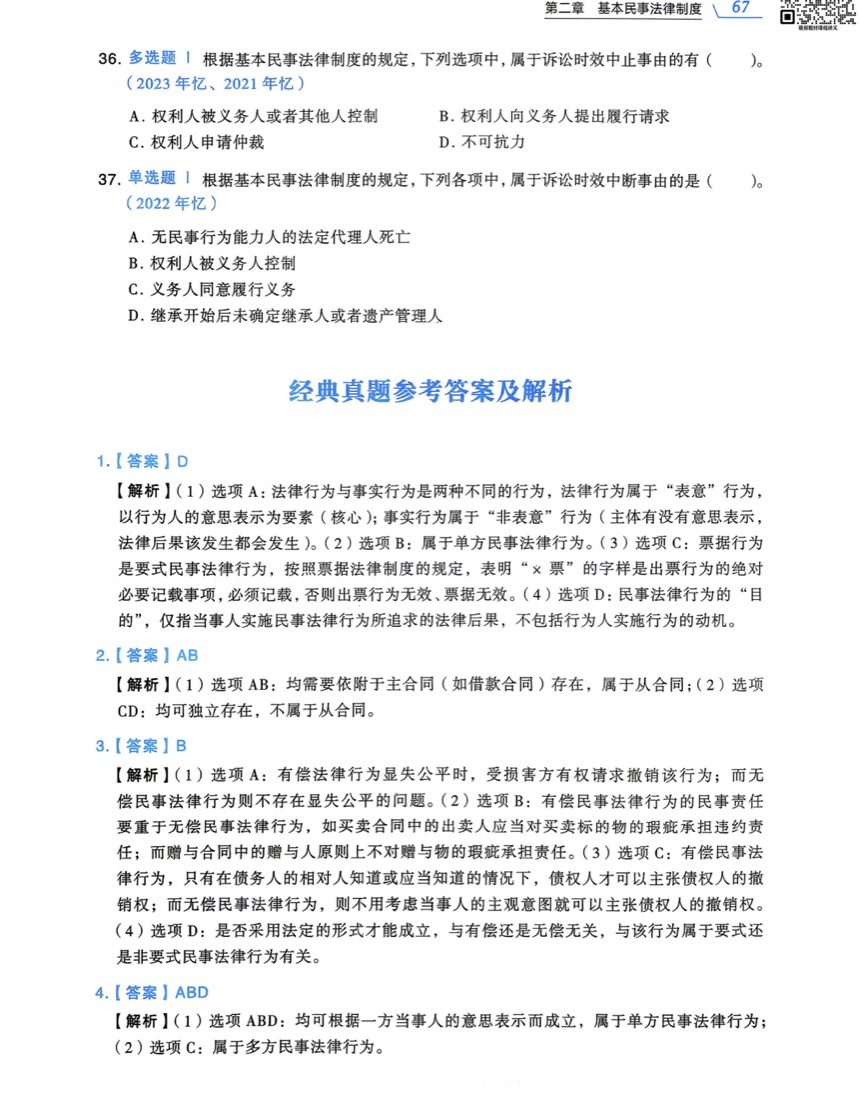 第二章 基本民事法律制度 67
36. 多选题 | 根据基本民事法律制度的规定，下列选项中，属于诉讼时效中止事由的有（ ）。
（2023 年忆、2021 年忆）
A. 权利人被义务人或者其他人控制 B. 权利人向义务人提出履行请求
C. 权利人申请仲裁 D. 不可抗力
37. 单选题 | 根据基本民事法律制度的规定，下列各项中，属于诉讼时效中断事由的是（ ）。
（2022 年忆）
A. 无民事行为能力人的法定代理人死亡
B. 权利人被义务人控制
C. 义务人同意履行义务
D. 继承开始后未确定继承人或者遗产管理人
经典真题参考答案及解析
1.【答案】D
【解析】（1）选项 A：法律行为与事实行为是两种不同的行为，法律行为属于“表意”行为，
以行为人的意思表示为要素（核心）；事实行为属于“非表意”行为（主体有没有意思表示，
法律后果该发生都会发生）。（2）选项 B：属于单方民事法律行为。（3）选项 C：票据行为
是要式民事法律行为，按照票据法律制度的规定，表明“× 票”的字样是出票行为的绝对
必要记载事项，必须记载，否则出票行为无效、票据无效。（4）选项 D：民事法律行为的“目
的”，仅指当事人实施民事法律行为所追求的法律后果，不包括行为人实施行为的动机。
2.【答案】AB
【解析】（1）选项 AB：均需要依附于主合同（如借款合同）存在，属于从合同；（2）选项
CD：均可独立存在，不属于从合同。
3.【答案】B
【解析】（1）选项 A：有偿法律行为显失公平时，受损害方有权请求撤销该行为；而无
偿民事法律行为则不存在显失公平的问题。（2）选项 B：有偿民事法律行为的民事责任
要重于无偿民事法律行为，如买卖合同中的出卖人应当对买卖标的物的瑕疵承担违约责
任；而赠与合同中的赠与人原则上不对赠与物的瑕疵承担责任。（3）选项 C：有偿民事法
律行为，只有在债务人的相对人知道或应当知道的情况下，债权人才可以主张债权人的撤
销权；而无偿民事法律行为，则不用考虑当事人的主观意图就可以主张债权人的撤销权。
（4）选项 D：是否采用法定的形式才能成立，与有偿还是无偿无关，与该行为属于要式还
是非要式民事法律行为有关。
4.【答案】ABD
【解析】（1）选项 ABD：均可根据一方当事人的意思表示而成立，属于单方民事法律行为；
（2）选项 C：属于多方民事法律行为。